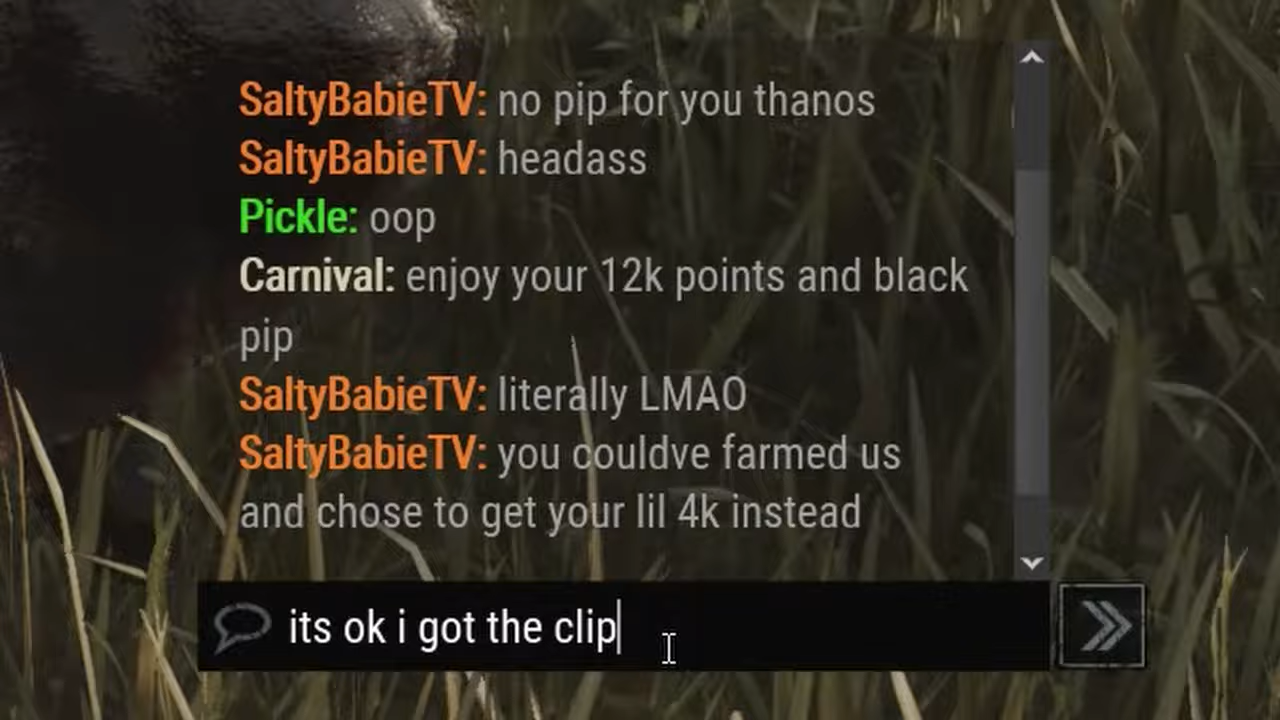 SaltyBabieTV: no pip for you thanos
SaltyBabieTV: headass
Pickle: oop
Carnival: enjoy your 12k points and black
pip
SaltyBabieTV: literally LMAO
SaltyBabieTV: you couldve farmed us
and chose to get your lil 4k instead
its ok i got the clip